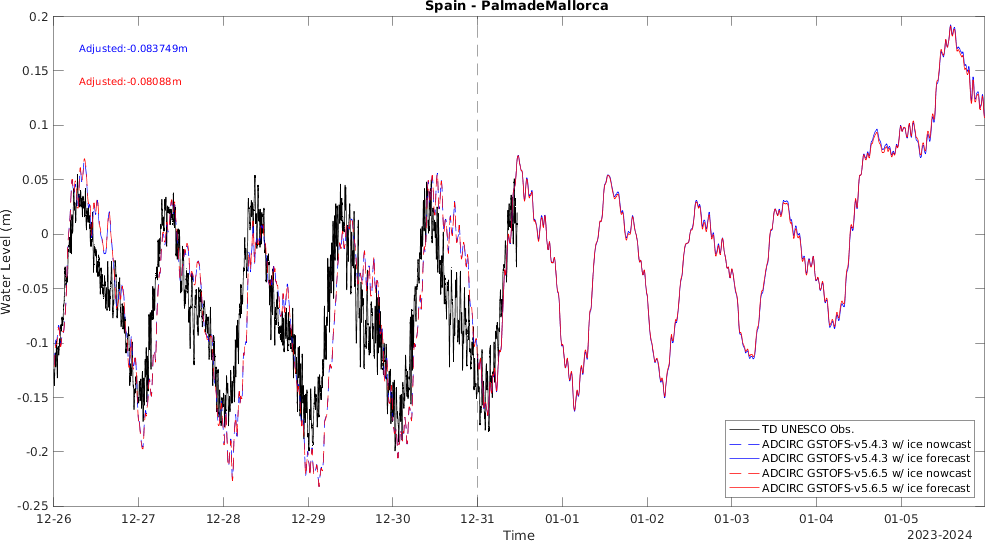 Spain - PalmadeMallorca
Adjusted:-0.083749m
Adjusted:-0.08088m
Water Level (m)
0.2
0.15
0.1
0.05
0
-0.05
-0.1
-0.15
-0.2
-0.25
TD UNESCO Obs.
ADCIRC GSTOFS-v5.4.3 w/ ice nowcast
ADCIRC GSTOFS-v5.4.3 w/ ice forecast
ADCIRC GSTOFS-v5.6.5 w/ ice nowcast
ADCIRC GSTOFS-v5.6.5 w/ ice forecast
12-26 12-27 12-28 12-29 12-30 12-31 01-01 01-02 01-03 01-04 01-05
Time
2023-2024